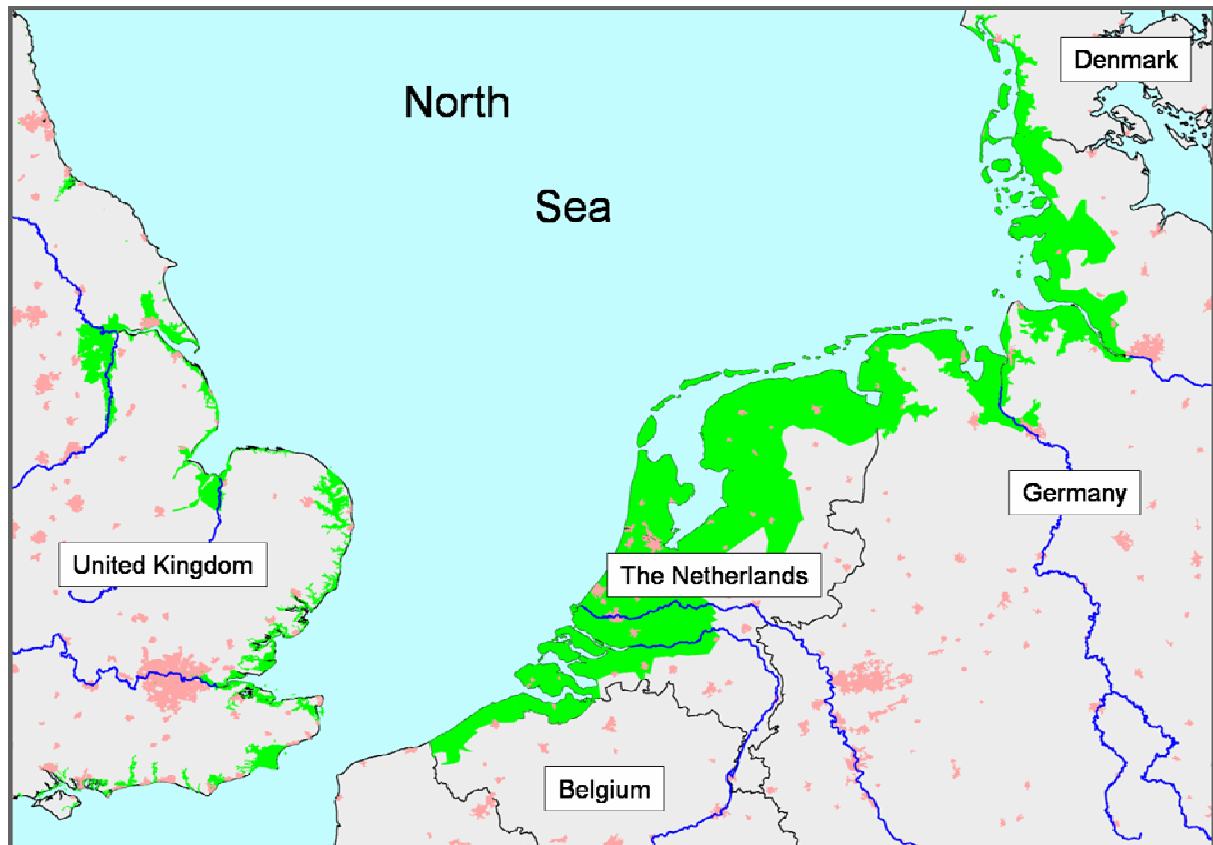 Denmark
North
Sea
Germany
United Kingdom
The Netherlands
Belgium